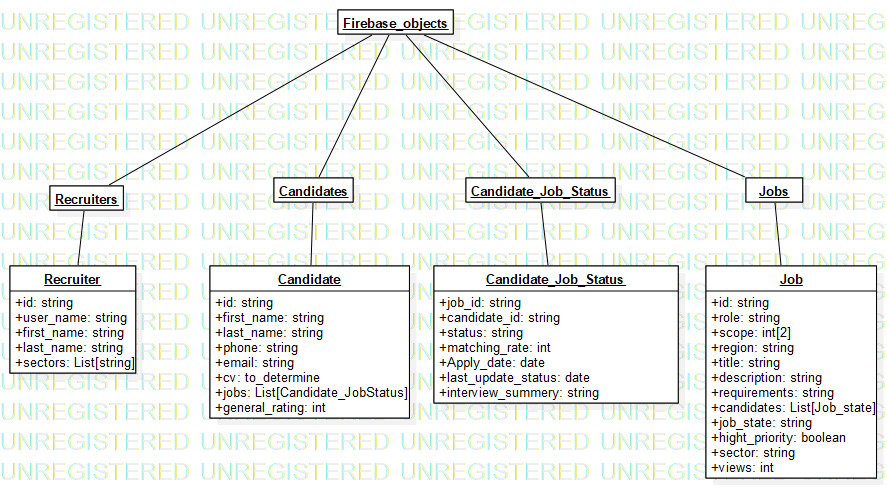 Firebase_objects
Recruiters
Candidates
Candidate_Job_Status
Jobs
Recruiter
+id: string
+user_name: string
+first_name: string
+last_name: string
+sectors: List[string]
Candidate
+id: string
+first_name: string
+last_name: string
+phone: string
+email: string
+cv: to_determine
+jobs: List[Candidate_JobStatus]
+general_rating: int
Candidate_Job_Status
+job_id: string
+candidate_id: string
+status: string
+matching_rate: int
+Apply_date: date
+last_update_status: date
+interview_summery: string
Job
+id: string
+role: string
+scope: int[2]
+region: string
+title: string
+description: string
+requirements: string
+candidates: List[Job_state]
+job_state: string
+hight_priority: boolean
+sector: string
+views: int
UNREGISTERED UNREGISTERED UNREGISTERED UNREGISTERED UNREGISTERED